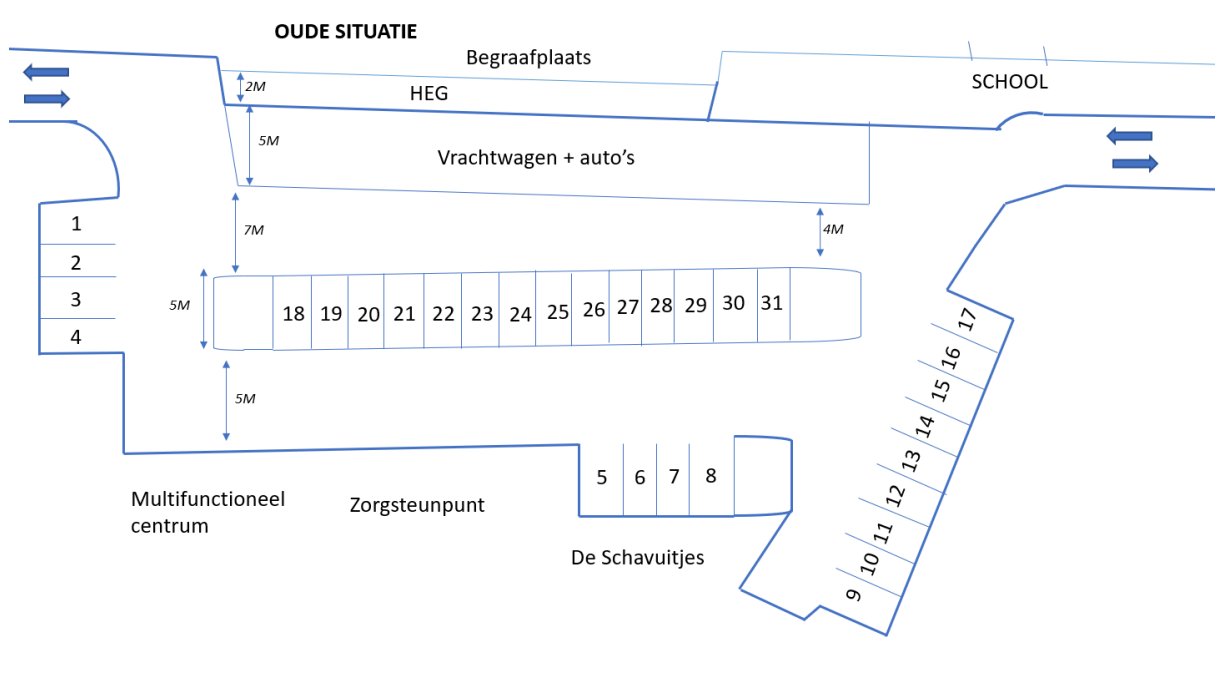 OUDE SITUATIE
Begraafplaats
SCHOOL
2M
HEG
5M
Vrachtwagen + auto's
1
7M
4M
2
3
5M
18 19 20 21 22 23 24 25 26 27 28 29 30 31
17
4
16
15
5M
14
13
5 6 7 8
12
Multifunctioneel
centrum
Zorgsteunpunt
11
De Schavuitjes
10
9